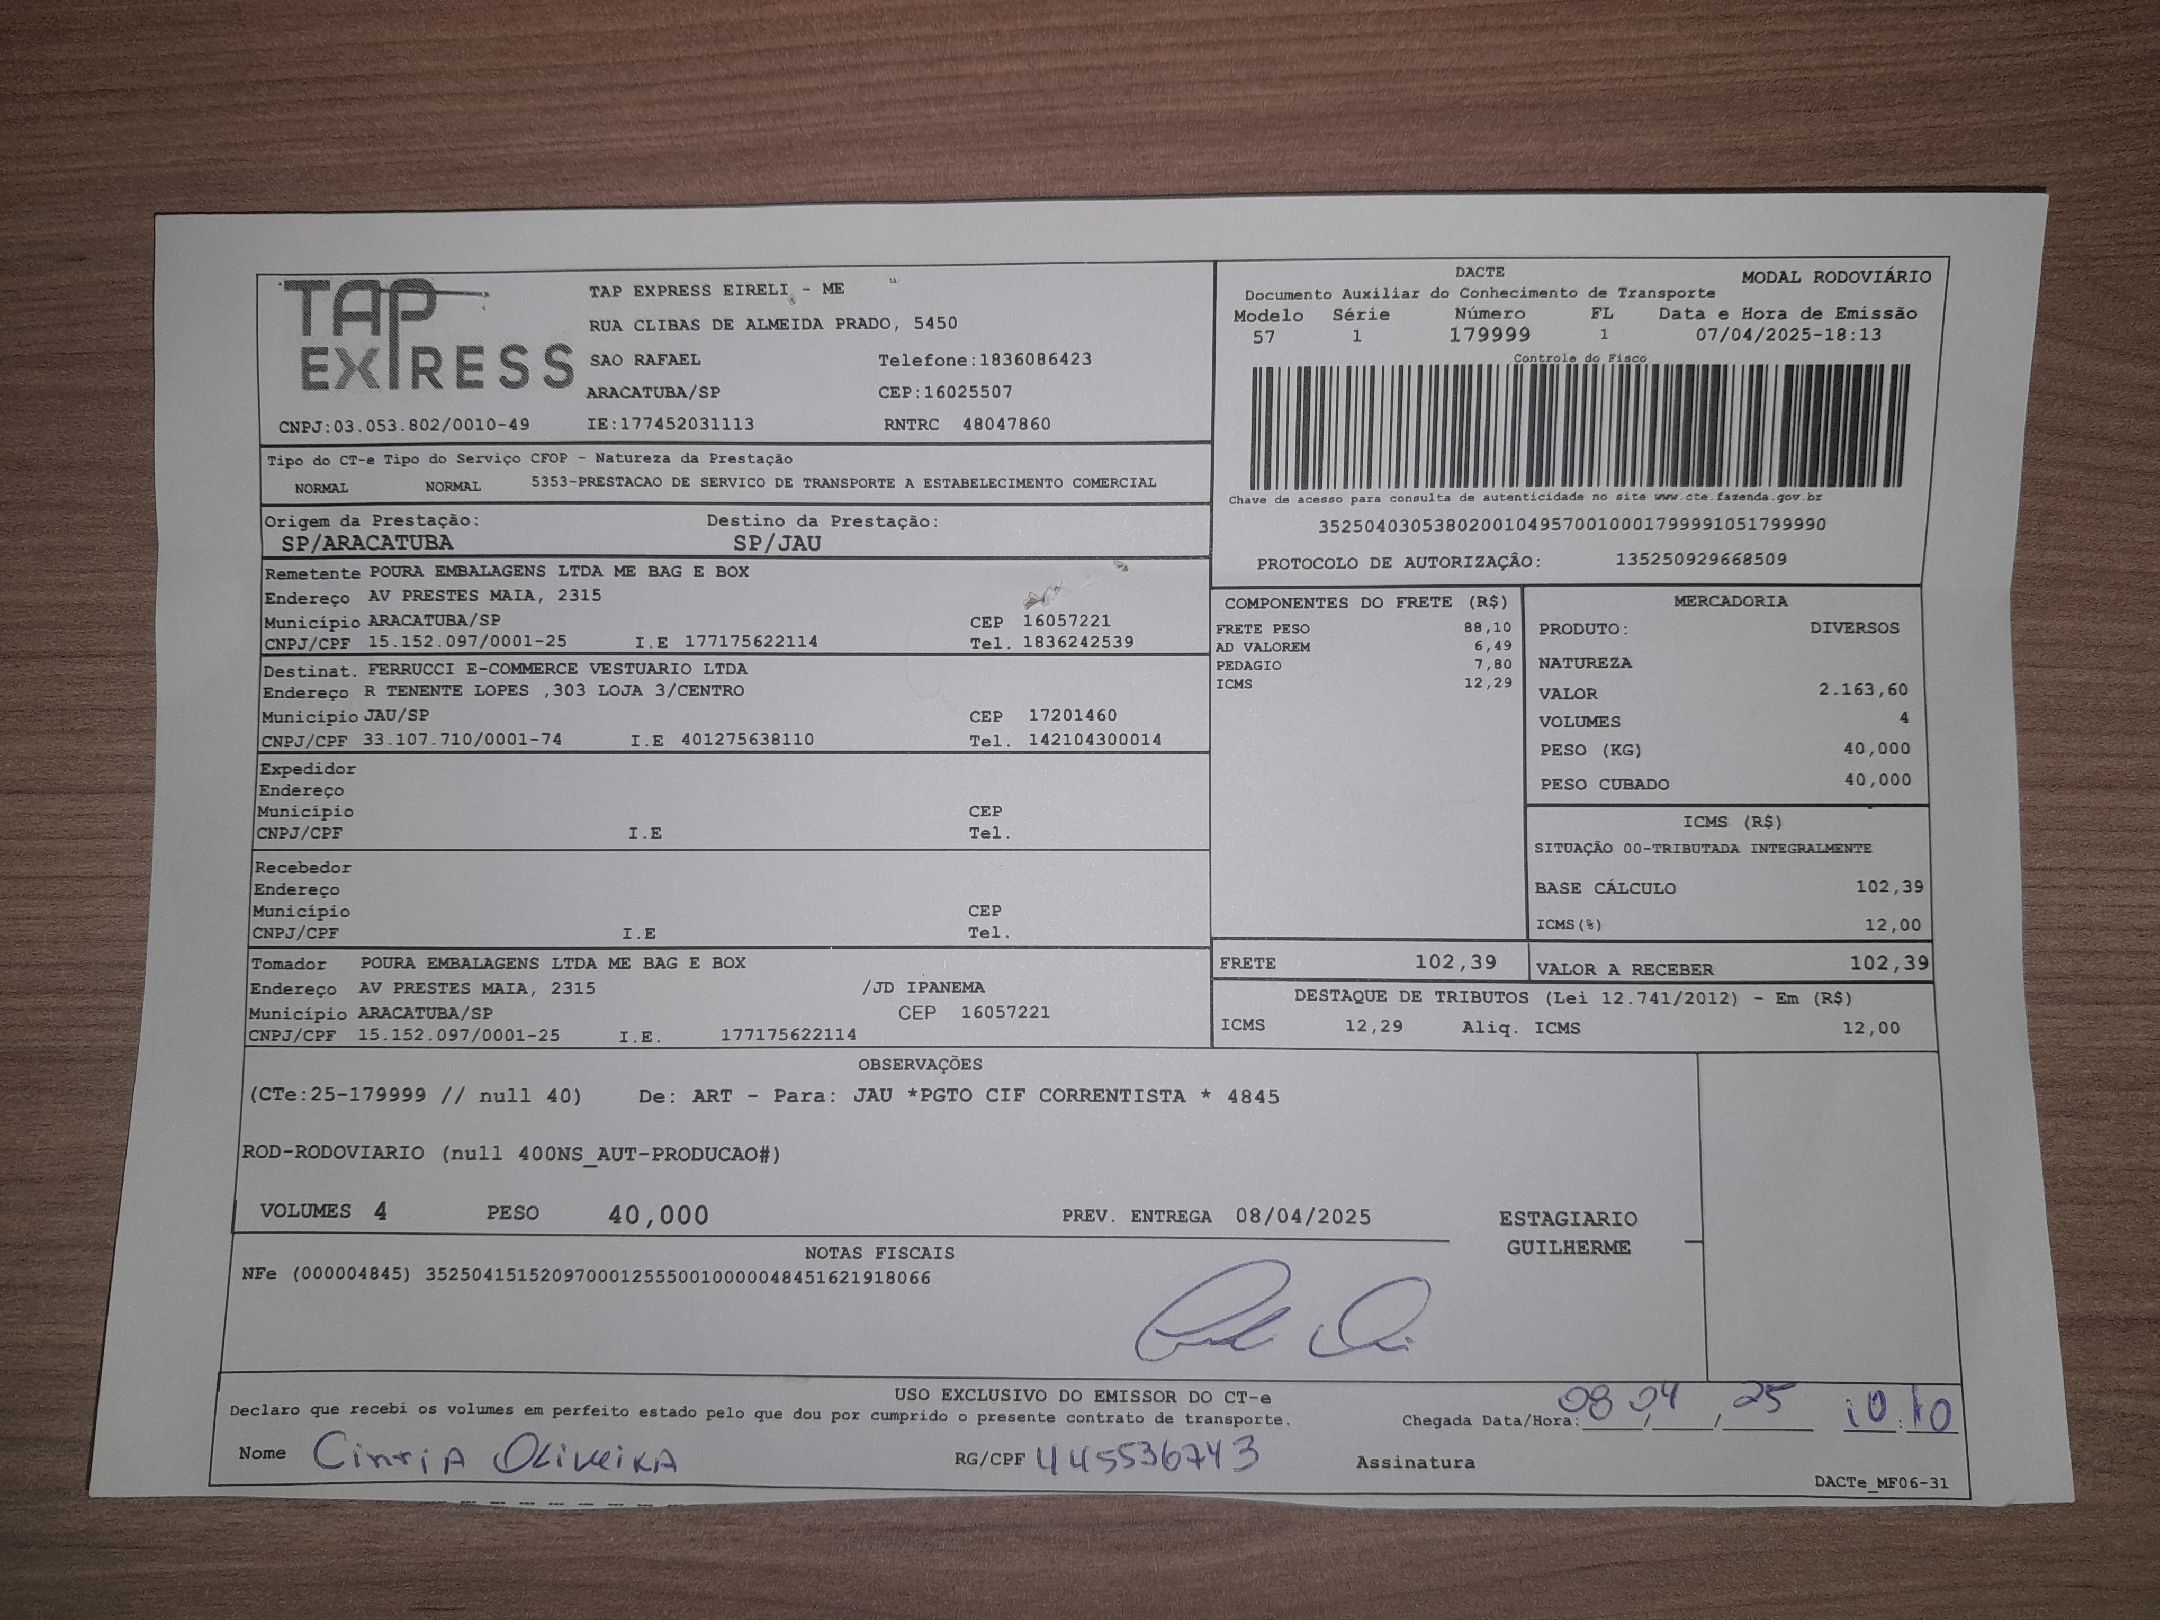 TAP
EXPRESS
TAP EXPRESS EIRELI - ME
RUA CLIBAS DE ALMEIDA PRADO, 5450
SAO RAFAEL Telefone:1836086423
ARACATUBA/SP CEP:16025507
CNPJ:03.053.802/0010-49 IE:177452031113 RNTRC 48047860
DACTE MODAL RODOVIÁRIO
Documento Auxiliar do Conhecimento de Transporte
Modelo Série Número FL Data e Hora de Emissão
57 1 179999 1 07/04/2025-18:13
Controle do Fisco
Chave de acesso para consulta de autenticidade no site www.cte.fazenda.gov.br
35250403053802001049570010001799991051799990
PROTOCOLO DE AUTORIZAÇÂO: 135250929668509
Tipo do CT-e Tipo do Serviço CFOP - Natureza da Prestação
NORMAL NORMAL 5353-PRESTACAO DE SERVICO DE TRANSPORTE A ESTABELECIMENTO COMERCIAL
Origem da Prestação: Destino da Prestação:
SP/ARACATUBA SP/JAU
Remetente POURA EMBALAGENS LTDA ME BAG E BOX
Endereço AV PRESTES MAIA, 2315
Município ARACATUBA/SP CEP 16057221
CNPJ/CPF 15.152.097/0001-25 I.E 177175622114 Tel. 1836242539
Destinat. FERRUCCI E-COMMERCE VESTUARIO LTDA
Endereço R TENENTE LOPES ,303 LOJA 3/CENTRO
Município JAU/SP CEP 17201460
CNPJ/CPF 33.107.710/0001-74 I.E 401275638110 Tel. 142104300014
Expedidor
Endereço
Município CEP
CNPJ/CPF I.E Tel.
Recebedor
Endereço
Município CEP
CNPJ/CPF I.E Tel.
Tomador POURA EMBALAGENS LTDA ME BAG E BOX
Endereço AV PRESTES MAIA, 2315 /JD IPANEMA
Município ARACATUBA/SP CEP 16057221
CNPJ/CPF 15.152.097/0001-25 I.E. 177175622114
COMPONENTES DO FRETE (R$)
FRETE PESO 88,10
AD VALOREM 6,49
PEDAGIO 7,80
ICMS 12,29
MERCADORIA
PRODUTO: DIVERSOS
NATUREZA
VALOR 2.163,60
VOLUMES 4
PESO (KG) 40,000
PESO CUBADO 40,000
ICMS (R$)
SITUAÇÃO 00-TRIBUTADA INTEGRALMENTE
BASE CÁLCULO 102,39
ICMS(%) 12,00
FRETE 102,39 VALOR A RECEBER 102,39
DESTAQUE DE TRIBUTOS (Lei 12.741/2012) - Em (R$)
ICMS 12,29 Aliq. ICMS 12,00
OBSERVAÇÕES
(CTe:25-179999 // null 40) De: ART - Para: JAU *PGTO CIF CORRENTISTA * 4845
ROD-RODOVIARIO (null 400NS_AUT-PRODUCAO#)
VOLUMES 4 PESO 40,000 PREV. ENTREGA 08/04/2025 ESTAGIARIO
GUILHERME
NOTAS FISCAIS
NFe (000004845) 35250415152097000125550010000048451621918066
USO EXCLUSIVO DO EMISSOR DO CT-e
Declaro que recebi os volumes em perfeito estado pelo que dou por cumprido o presente contrato de transporte. Chegada Data/Hora: 08/04/25 10:10
Nome Cintia Oliveira RG/CPF 445536743 Assinatura
DACTe_MF06-31